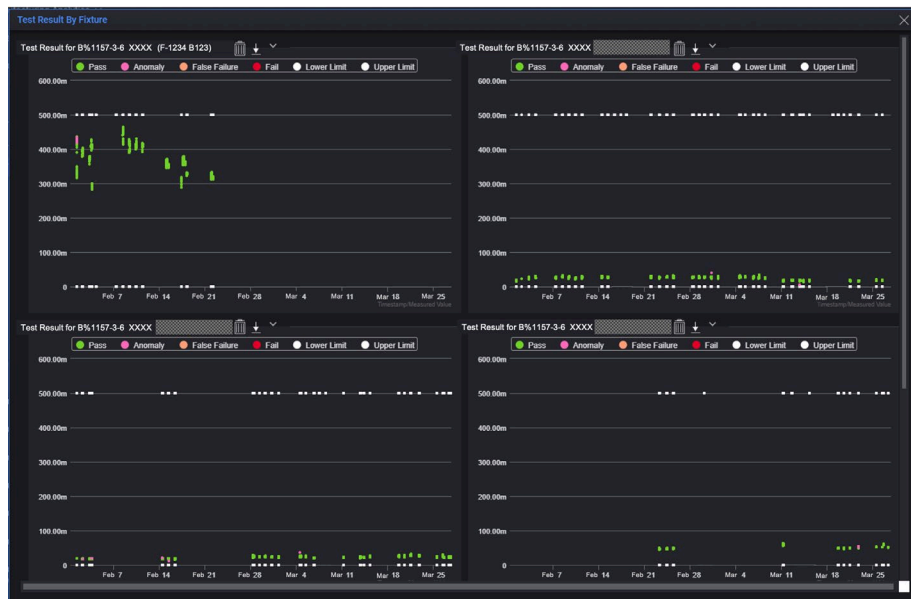 Test Result By Fixture
Test Result for B%1157-3-6 XXXX (F-1234 B123)
Pass Anomaly False Failure Fail Lower Limit Upper Limit
600.00m
500.00m
400.00m
300.00m
200.00m
100.00m
0
Feb 7 Feb 14 Feb 21 Feb 28 Mar 4 Mar 11 Mar 18 Mar 25
Timestamp/Measured Value
Test Result for B%1157-3-6 XXXX
Pass Anomaly False Failure Fail Lower Limit Upper Limit
600.00m
500.00m
400.00m
300.00m
200.00m
100.00m
0
Feb 7 Feb 14 Feb 21 Feb 28 Mar 4 Mar 11 Mar 18 Mar 25
Timestamp/Measured Value
Test Result for B%1157-3-6 XXXX
Pass Anomaly False Failure Fail Lower Limit Upper Limit
600.00m
500.00m
400.00m
300.00m
200.00m
100.00m
0
Feb 7 Feb 14 Feb 21 Feb 28 Mar 4 Mar 11 Mar 18 Mar 25
Test Result for B%1157-3-6 XXXX
Pass Anomaly False Failure Fail Lower Limit Upper Limit
600.00m
500.00m
400.00m
300.00m
200.00m
100.00m
0
Feb 7 Feb 14 Feb 21 Feb 28 Mar 4 Mar 11 Mar 18 Mar 25